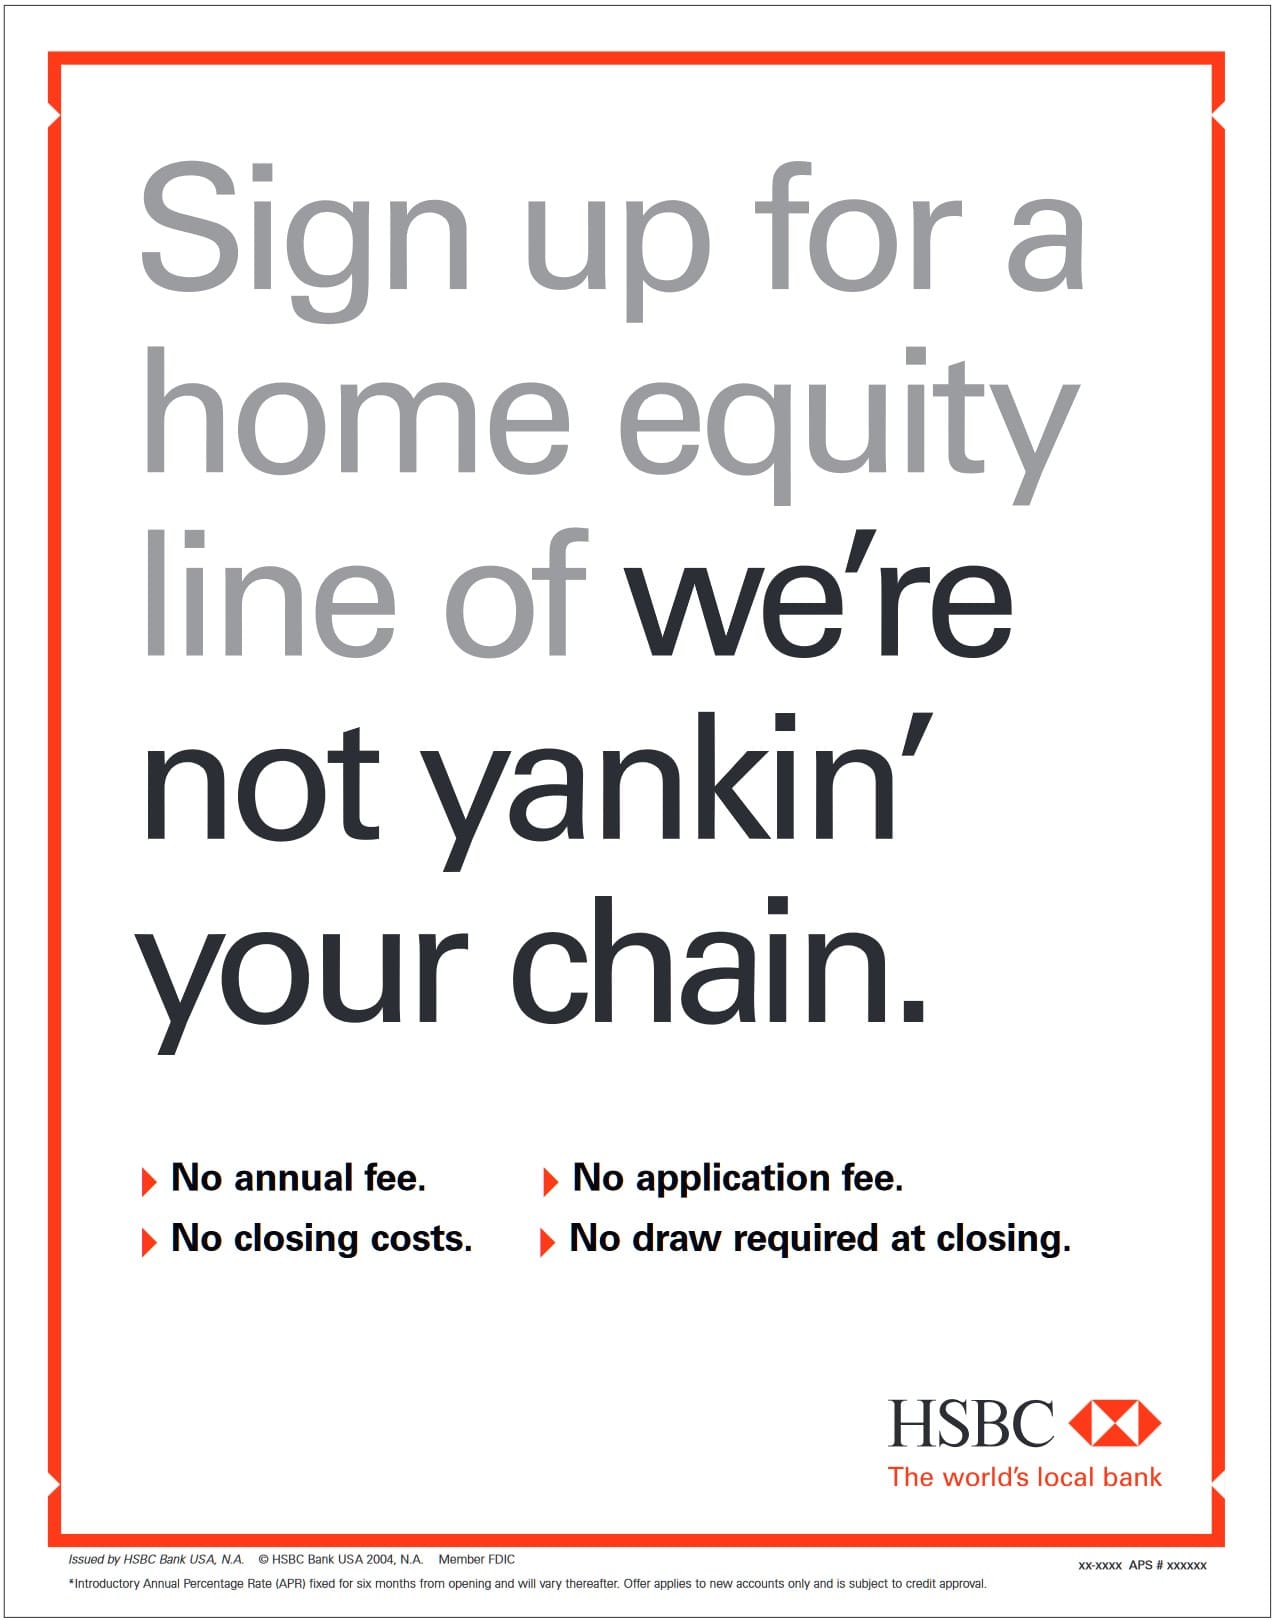 Sign up for a
home equity
line of we’re
not yankin’
your chain.
No annual fee. No application fee.
No closing costs. No draw required at closing.
HSBC
The world’s local bank
Issued by HSBC Bank USA, N.A. © HSBC Bank USA 2004, N.A. Member FDIC
xx-xxxx APS # xxxxxx
*Introductory Annual Percentage Rate (APR) fixed for six months from opening and will vary thereafter. Offer applies to new accounts only and is subject to credit approval.